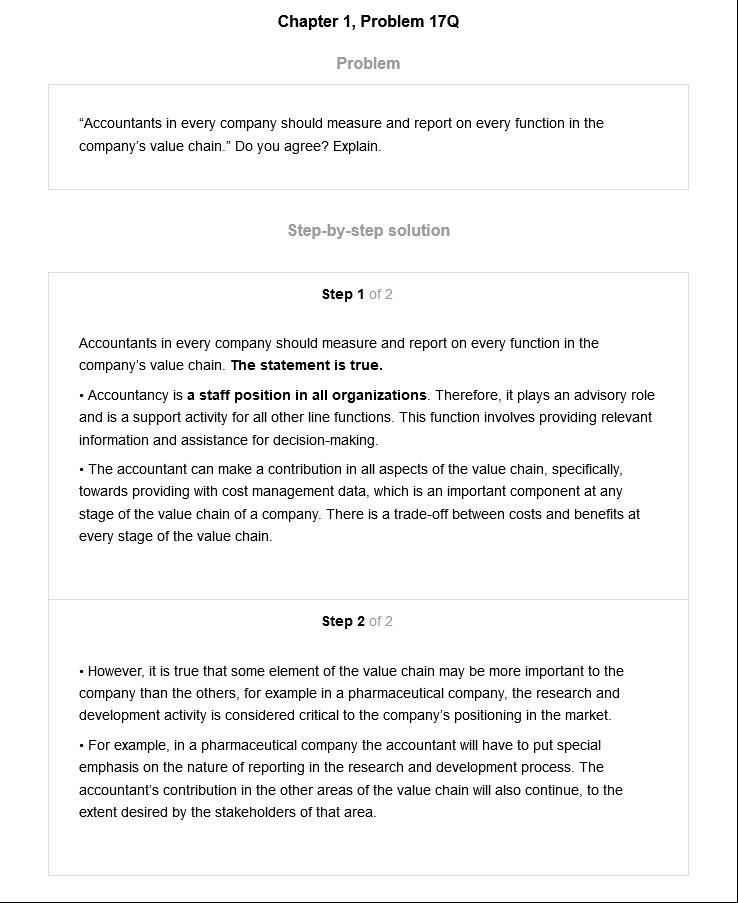 Chapter 1, Problem 17Q
Problem
“Accountants in every company should measure and report on every function in the
company’s value chain.” Do you agree? Explain.
Step-by-step solution
Step 1 of 2
Accountants in every company should measure and report on every function in the
company’s value chain. The statement is true.
• Accountancy is a staff position in all organizations. Therefore, it plays an advisory role
and is a support activity for all other line functions. This function involves providing relevant
information and assistance for decision-making.
• The accountant can make a contribution in all aspects of the value chain, specifically,
towards providing with cost management data, which is an important component at any
stage of the value chain of a company. There is a trade-off between costs and benefits at
every stage of the value chain.
Step 2 of 2
• However, it is true that some element of the value chain may be more important to the
company than the others, for example in a pharmaceutical company, the research and
development activity is considered critical to the company’s positioning in the market.
• For example, in a pharmaceutical company the accountant will have to put special
emphasis on the nature of reporting in the research and development process. The
accountant’s contribution in the other areas of the value chain will also continue, to the
extent desired by the stakeholders of that area.